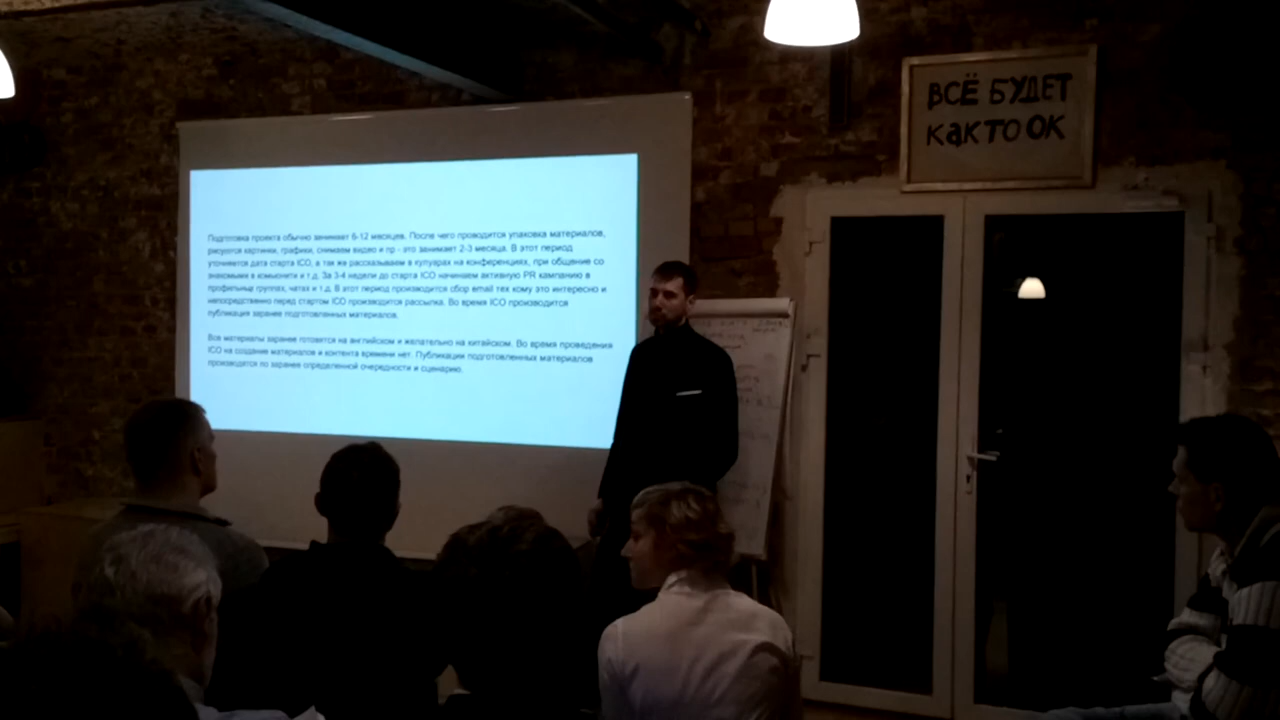 ВСЁ БУДЕТ
КАКТО ОК
Подготовка проекта обычно занимает 6-12 месяцев. После чего проводится упаковка материалов,
рисуются картинки, графики, снимаем видео и пр - это занимает 2-3 месяца. В этот период
уточняется дата старта ICO, а так же рассказываем в кулуарах на конференциях, при общении со
знакомыми в комьюнити и т.д. За 3-4 недели до старта ICO начинаем активную PR кампанию в
профильных группах, чатах и т.д. В этот период производится сбор email тех кому это интересно и
непосредственно перед стартом ICO производится рассылка. Во время ICO производится
публикация заранее подготовленных материалов.
Все материалы заранее готовятся на английском и желательно на китайском. Во время проведения
ICO на создание материалов и контента времени нет. Публикации подготовленных материалов
производятся по заранее определенной очередности и сценарию.